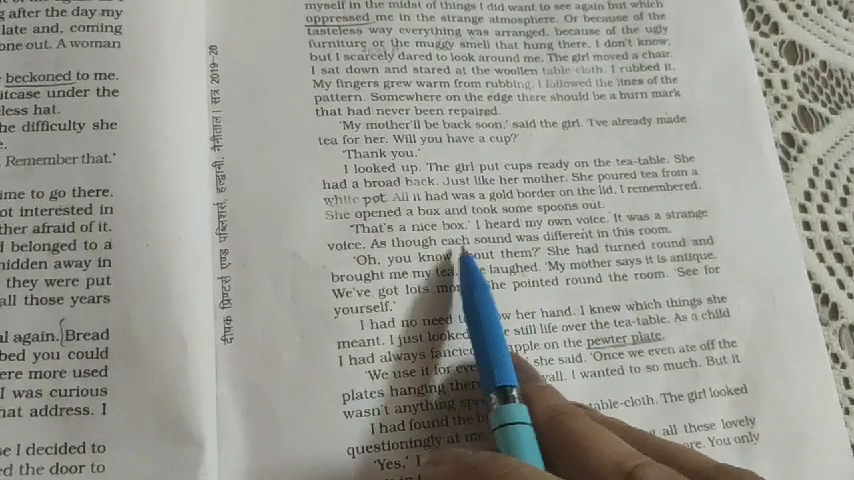 g after the day my
late and, coming
one out. A woman
beckoned to me.
itcase under the
less hat.
he difficulty she
e.
Remember that.'
ime to go there.
ot interested in
ther afraid of it.
d belonged to a
hidden away in
they were put
all those years
al again. Bread
bed you could
ere more used
I was curious
hat address. I
se I decided to
ed the door to
दीपक प्रिण्टर्स एण्ड पब्लिशर्स, हल्द्वानी, नैनीताल। सत्र 2019-20
myself in the midst of things I did want to see again but which
oppressed me in the strange atmosphere. Or because of the
tasteless way everything was arranged, because of the ugly
furniture or the muggy smell that hung there, I don't know;
but I scarcely dared to look around me. The girl moved a chair.
I sat down and stared at the woollen table-cloth. I rubbed it.
My fingers grew warm from rubbing. I followed the lines of the
pattern. Somewhere on the edge there should be a burn mark
that had never been repaired.
'My mother'll be back soon,' said the girl. 'I've already made
tea for her. Will you have a cup?'
'Thank you.'
I looked up. The girl put cups ready on the tea-table. She
had a broad back. Just like her mother. She poured tea from a
white pot. All it had was a gold border on the lid, I remembered.
She opened a box and took some spoons out.
'That's a nice box.' I heard my own voice. It was a strange
voice. As though each sound was different in this room.
'Oh, you know about them?' She had turned round and
brought me my tea. She laughed. 'My mother says it is antique.
We've got lots more.' She pointed round the room. 'See for
yourself.'
I had no need to follow her hand. I knew which things she
meant. I just looked still life over the tea-table. As a child
I had always fancied apple on the pewter plate.
'We use it for everything,' she said. 'Once we even ate off the
plates hanging there wall. I wanted to so much. But it
wasn't anything special.'
I had found the table-cloth. The girl looked
questioningly at me all these lovely
'Yes,' I more. You only